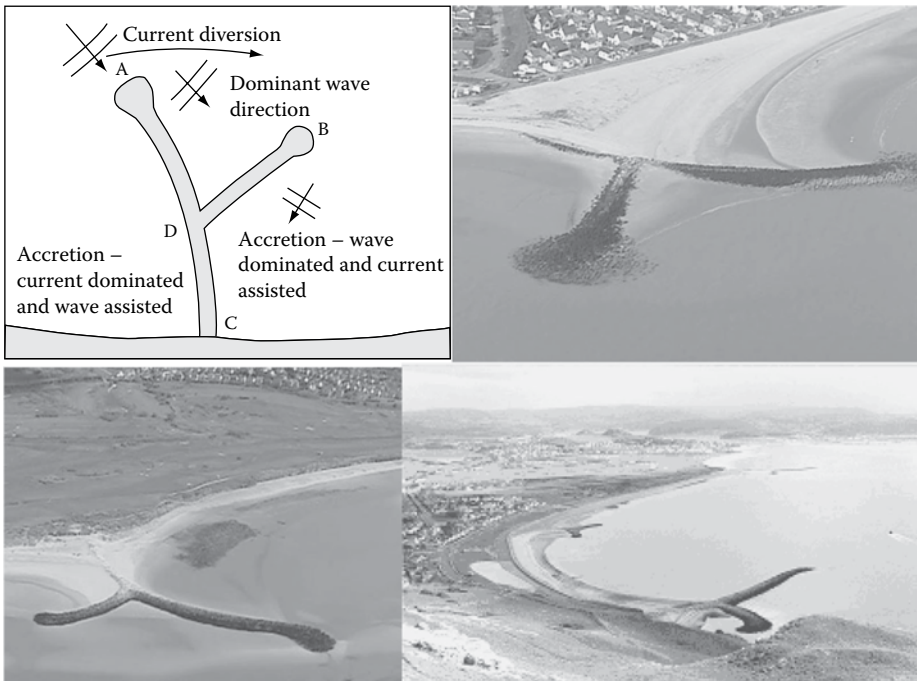 Current diversion
A
Dominant wave
direction
B
D
Accretion –
current dominated
and wave assisted
Accretion – wave
dominated and current
assisted
C